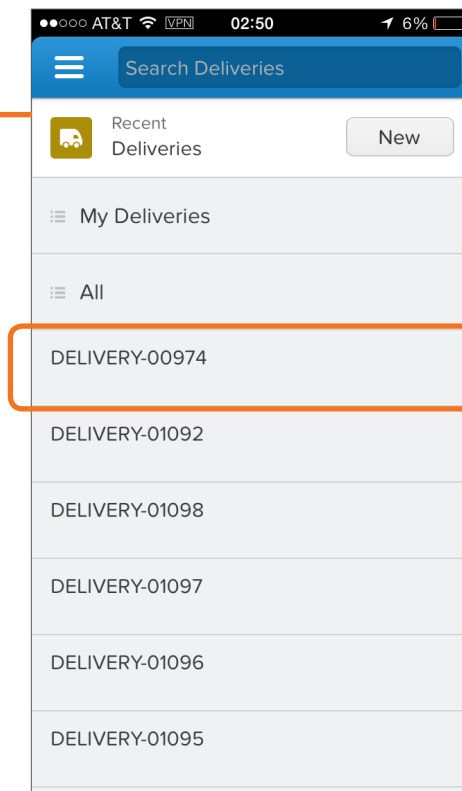 AT&T VPN 02:50 6%
Search Deliveries
Recent
Deliveries
New
My Deliveries
All
DELIVERY-00974
DELIVERY-01092
DELIVERY-01098
DELIVERY-01097
DELIVERY-01096
DELIVERY-01095